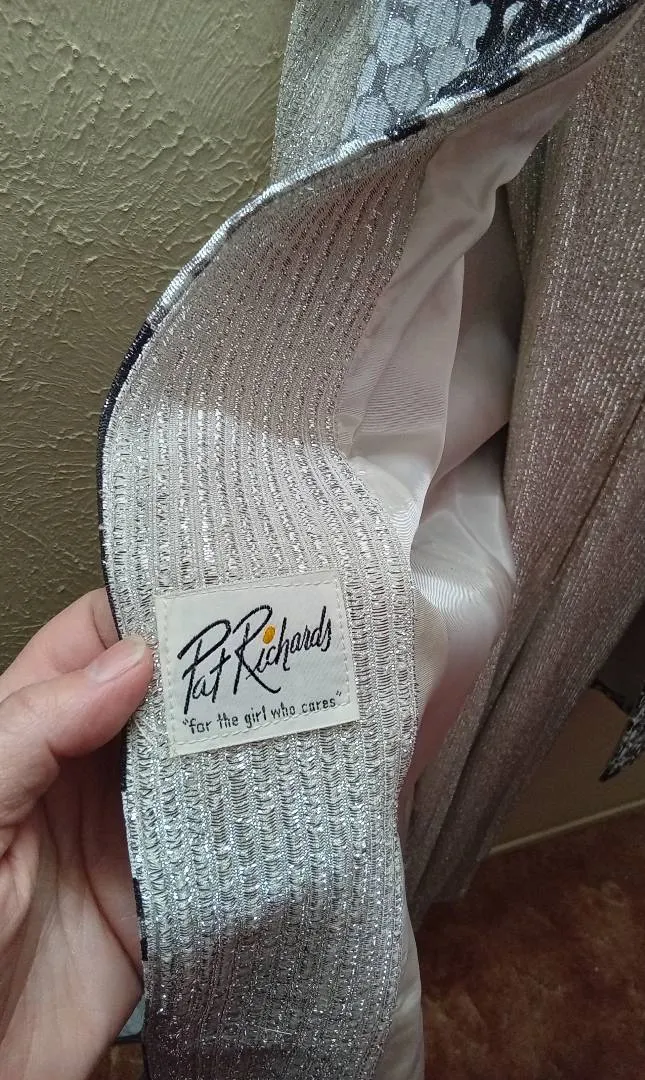 Pat Richards
"for the girl who cares"